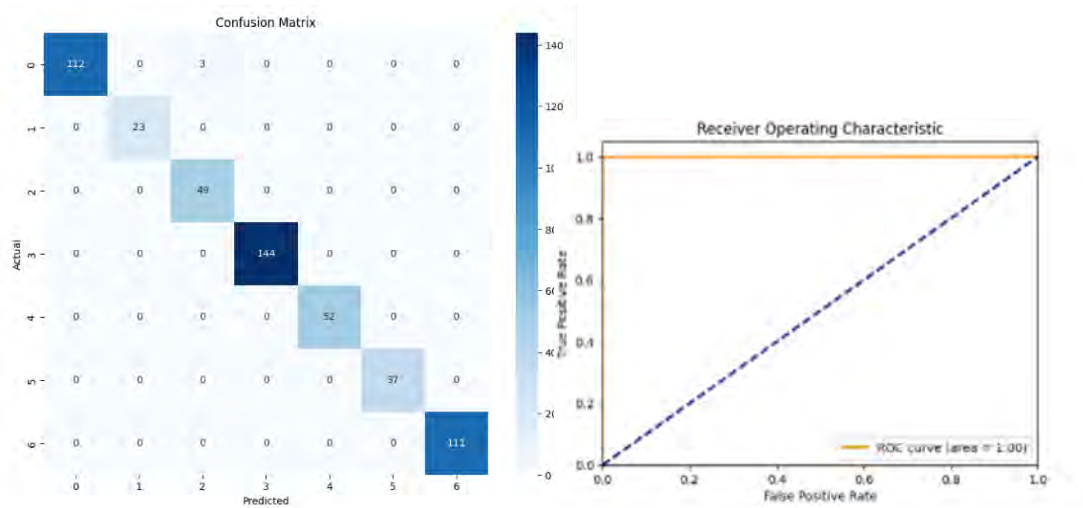 Confusion Matrix
0 112 0 3 0 0 0 0
1 0 23 0 0 0 0 0
2 0 0 49 0 0 0 0
3 0 0 0 144 0 0 0
4 0 0 0 0 52 0 0
5 0 0 0 0 0 37 0
6 0 0 0 0 0 0 111
0 1 2 3 4 5 6
Actual
Predicted
140
120
10
80
60
40
20
0
Receiver Operating Characteristic
1.0
0.8
0.6
0.4
0.2
0.0
True Positive Rate
ROC curve (area = 1.00)
0.0 0.2 0.4 0.6 0.8 1.0
False Positive Rate